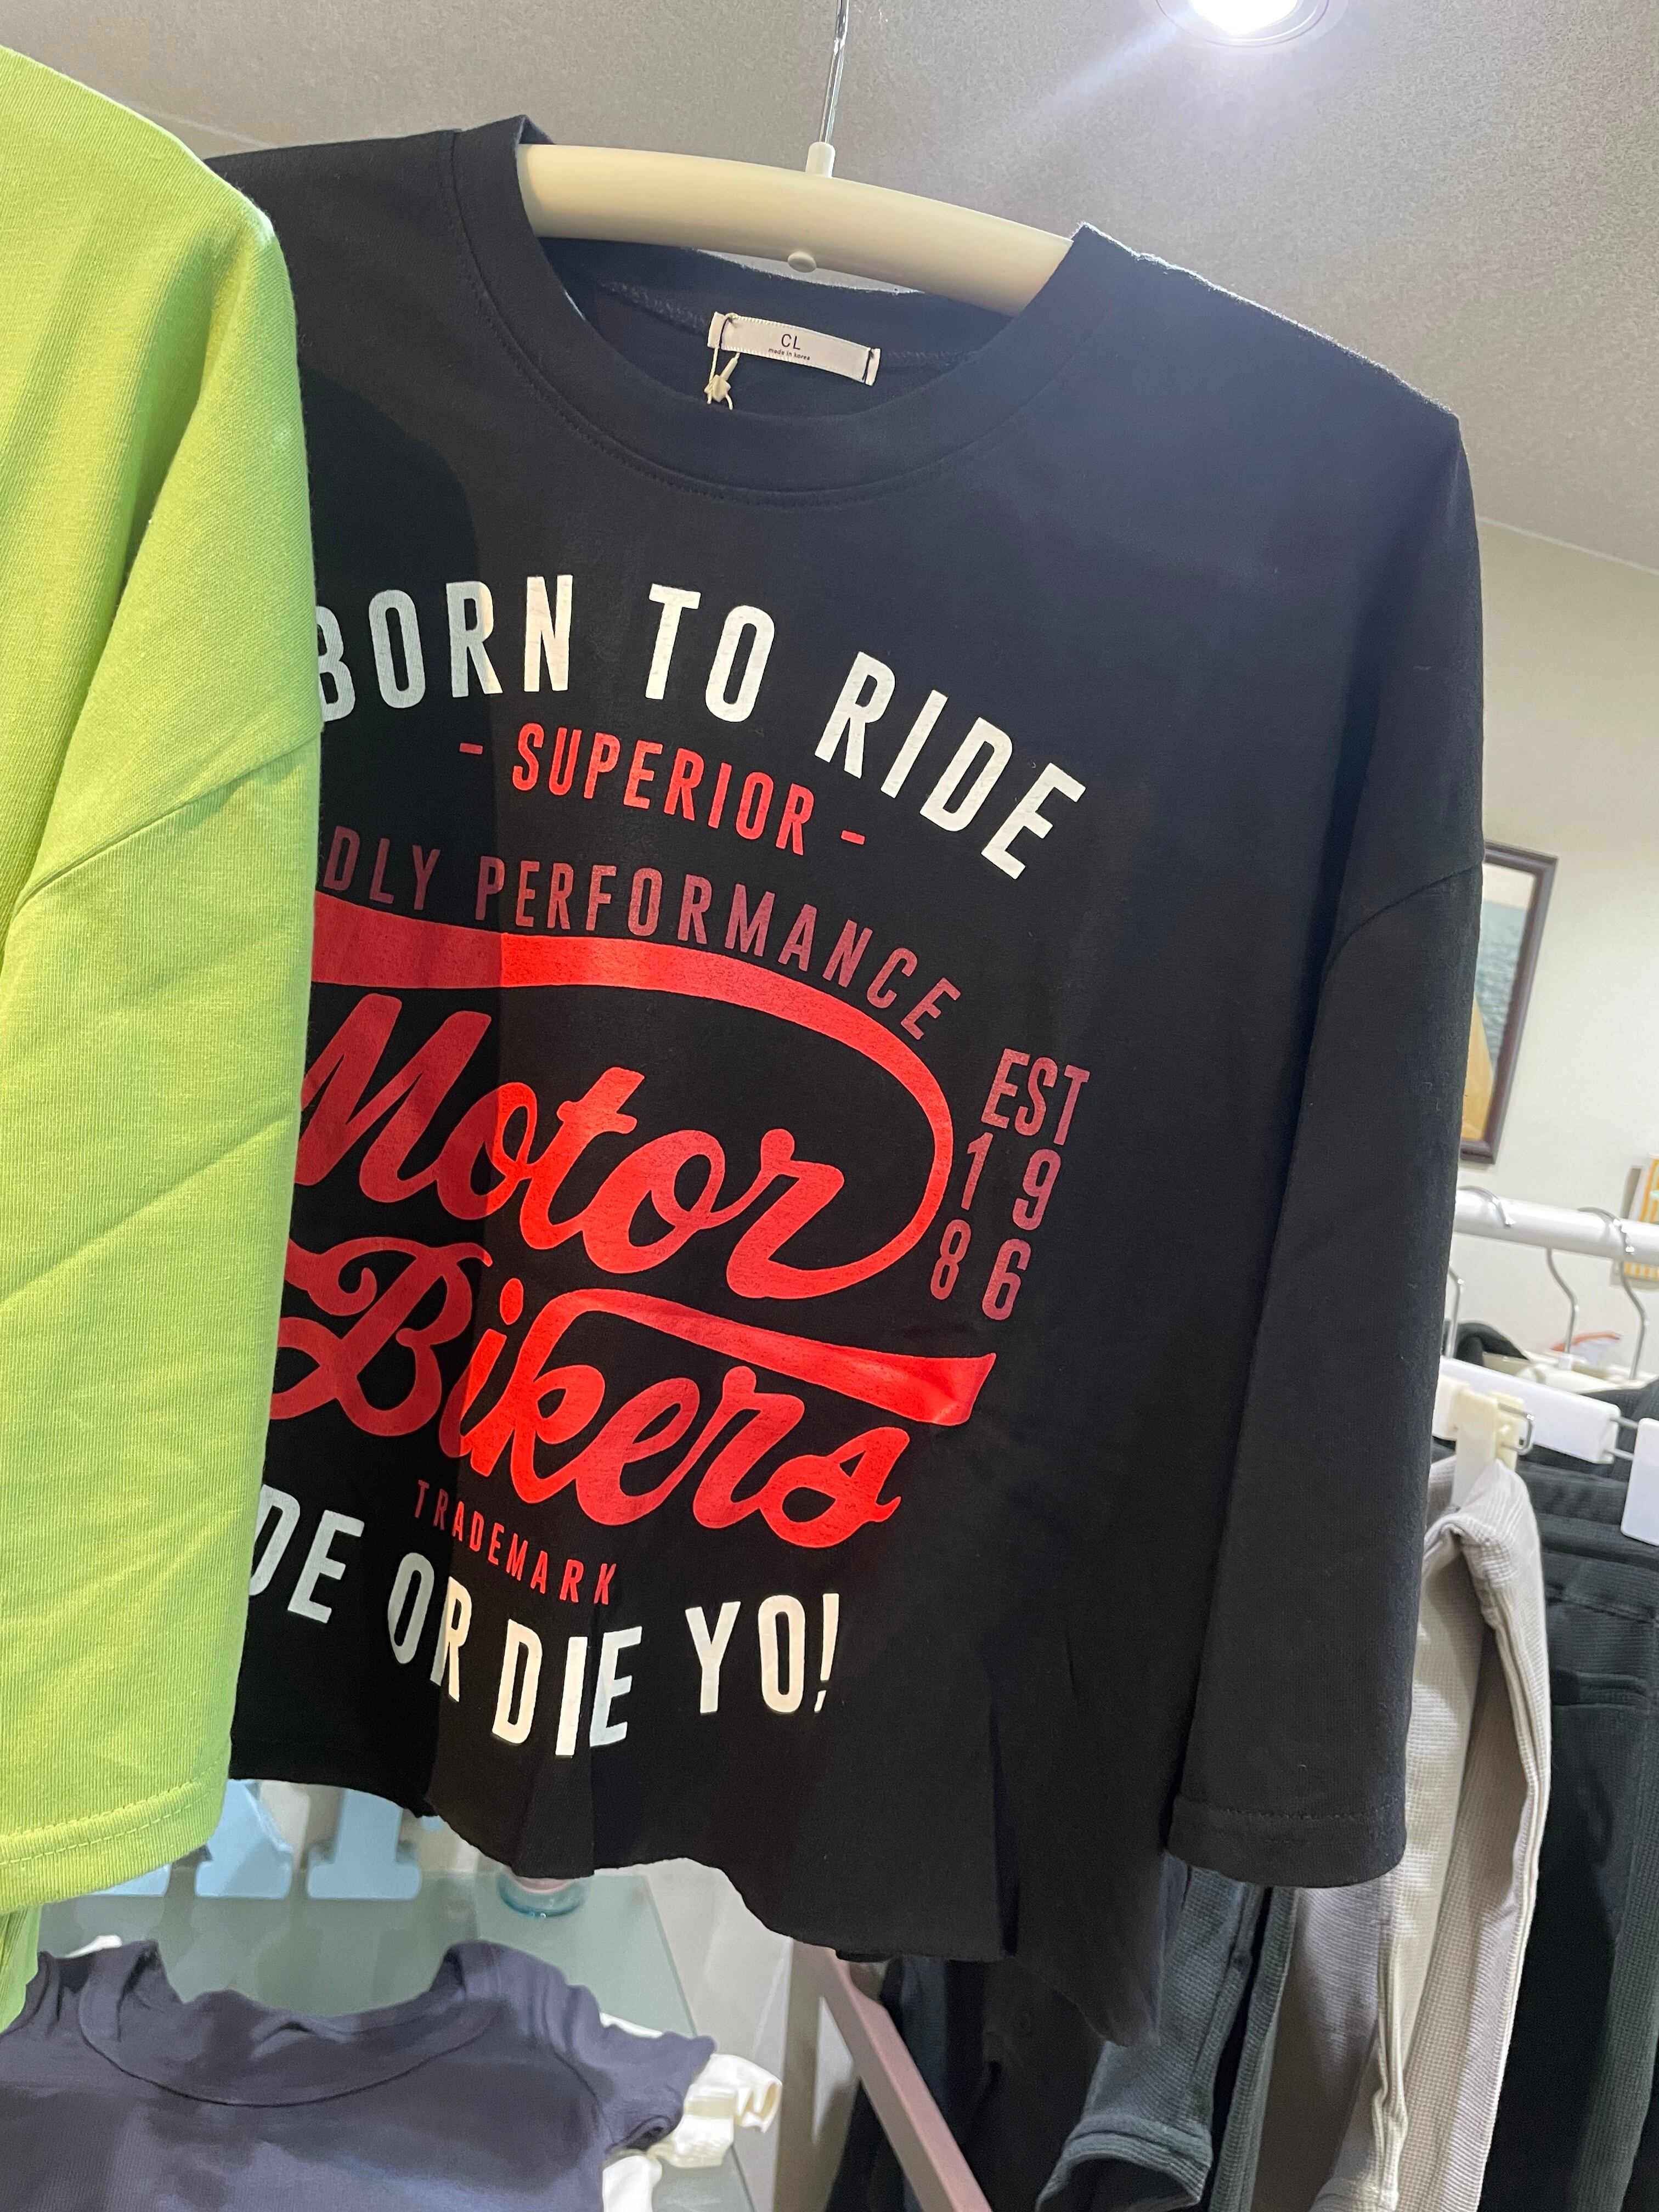 CL
made in korea
BORN TO RIDE
- SUPERIOR -
DLY PERFORMANCE
Motor
EST
19
86
Bikers
TRADEMARK
DE OR DIE YO!